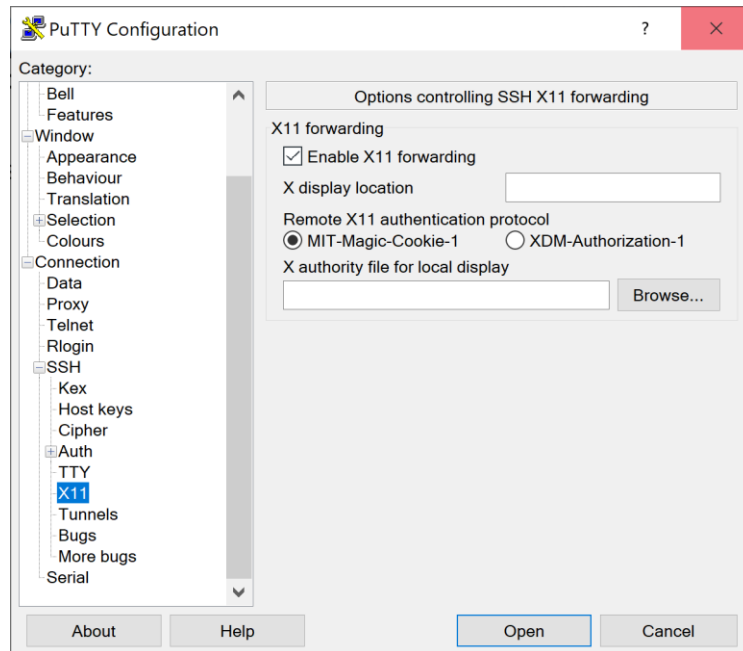 PuTTY Configuration ? ×
Category:
Bell
Features
Window
Appearance
Behaviour
Translation
Selection
Colours
Connection
Data
Proxy
Telnet
Rlogin
SSH
Kex
Host keys
Cipher
Auth
TTY
X11
Tunnels
Bugs
More bugs
Serial
Options controlling SSH X11 forwarding
X11 forwarding
Enable X11 forwarding
X display location
Remote X11 authentication protocol
MIT-Magic-Cookie-1 XDM-Authorization-1
X authority file for local display
Browse...
About Help Open Cancel